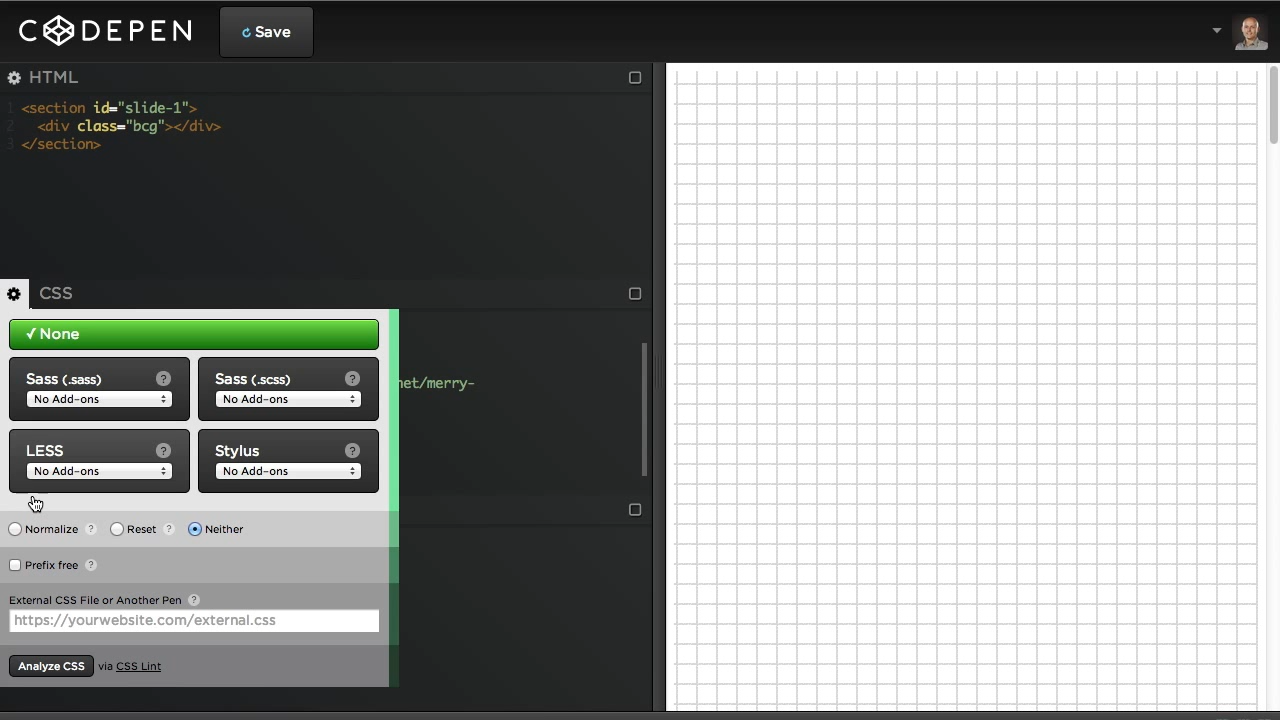 CODEPEN
Save
HTML
1 <section id="slide-1">
2 <div class="bcg"></div>
3 </section>
CSS
✓ None
Sass (.sass) ?
No Add-ons
Sass (.scss) ?
No Add-ons
net/merry-
LESS ?
No Add-ons
Stylus ?
No Add-ons
Normalize ? Reset ? Neither
Prefix free ?
External CSS File or Another Pen ?
https://yourwebsite.com/external.css
Analyze CSS via CSS Lint